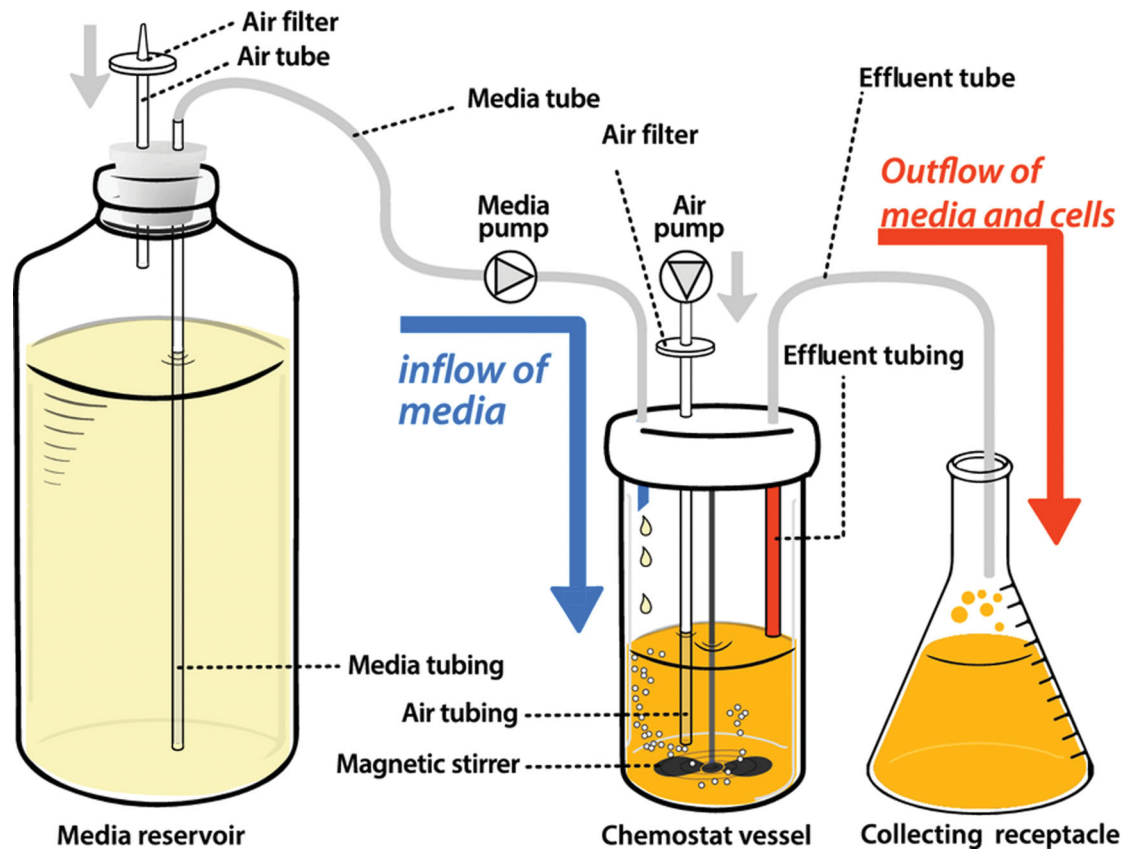 Air filter
Air tube
Media tube
Effluent tube
Air filter
Outflow of
media and cells
Media
pump
Air
pump
inflow of
media
Effluent tubing
Media tubing
Air tubing
Magnetic stirrer
Media reservoir
Chemostat vessel
Collecting receptacle